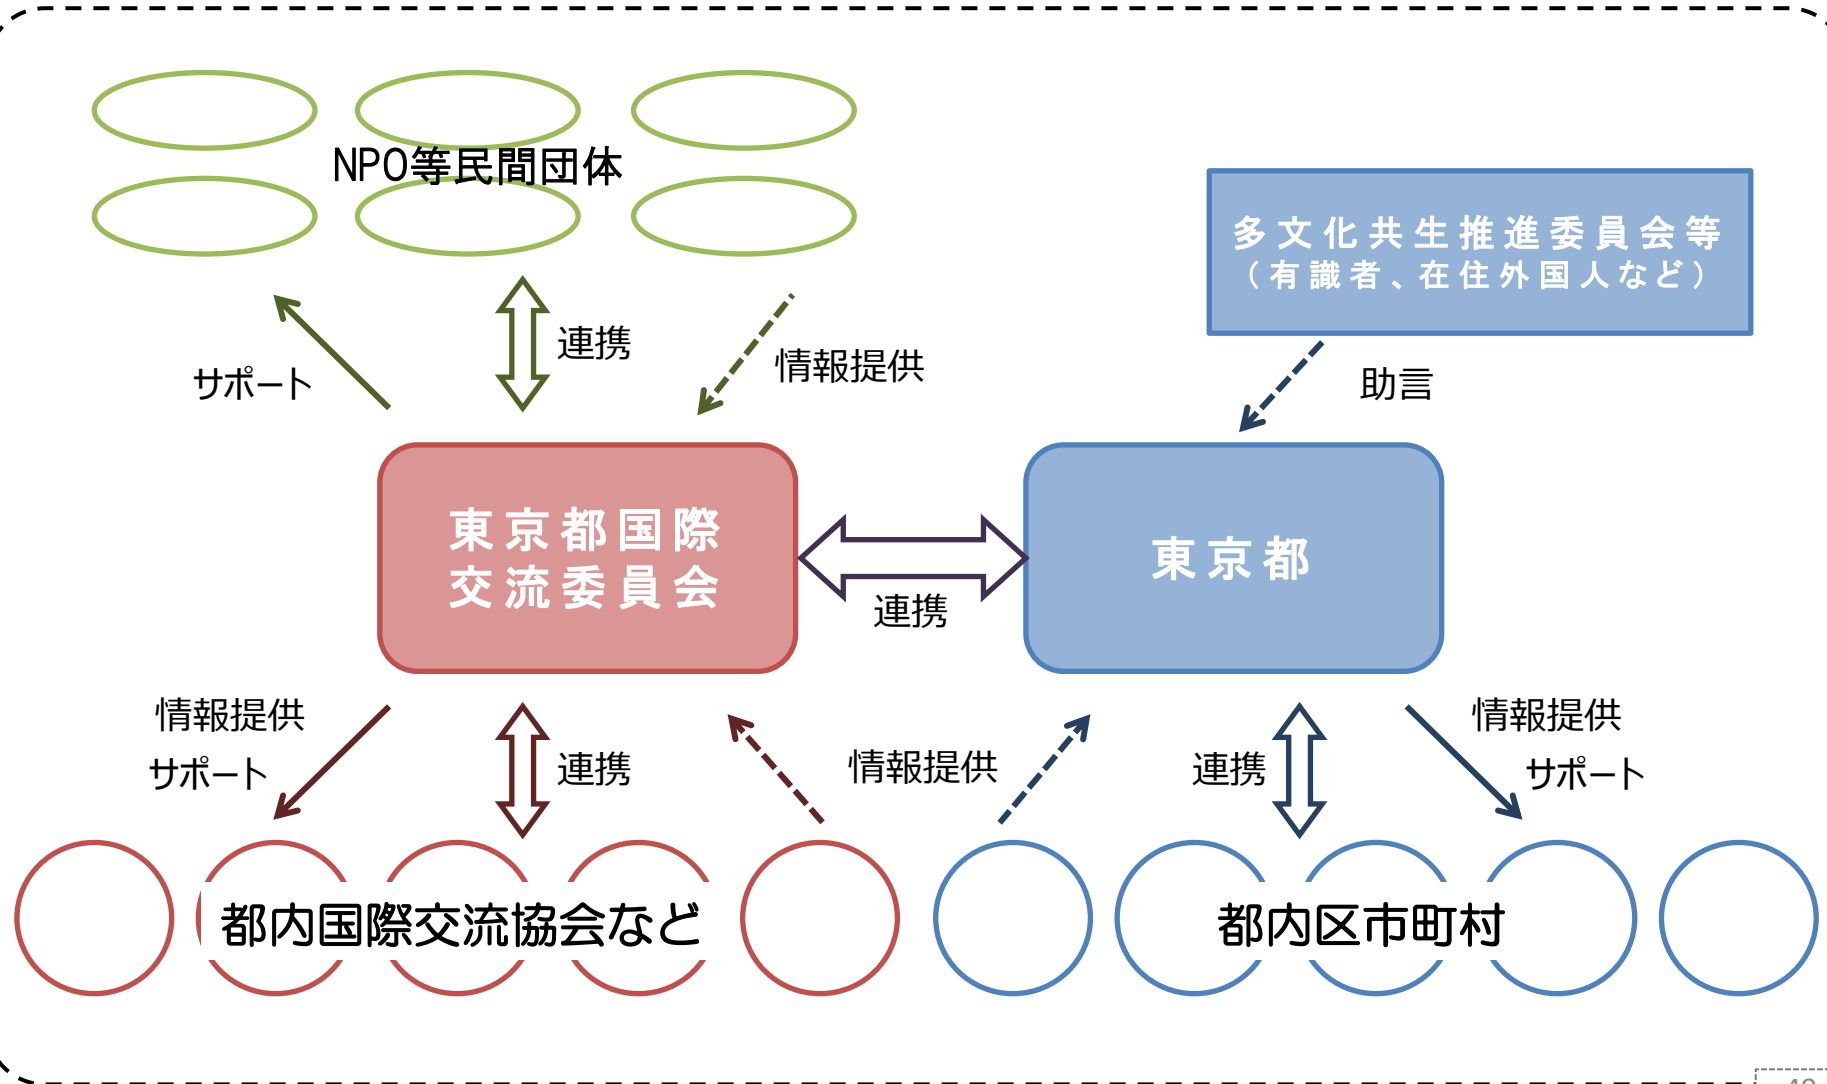 NPO等民間団体
多文化共生推進委員会等
(有識者、在住外国人など)
サポート
連携
情報提供
助言
東京都国際
交流委員会
連携
東京都
情報提供
サポート
連携
情報提供
連携
情報提供
サポート
都内国際交流協会など
都内区市町村